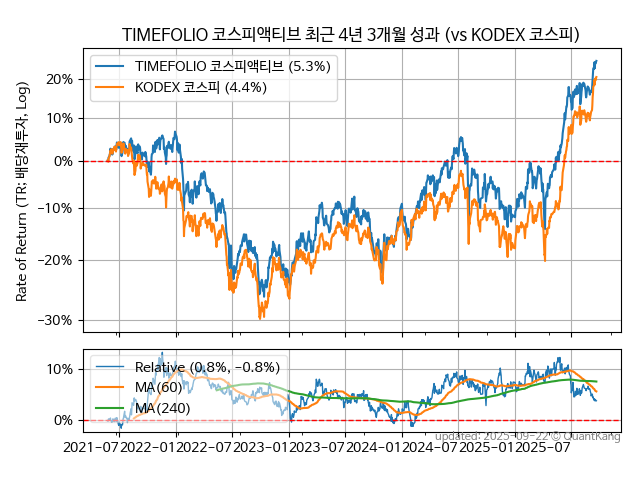 TIMEFOLIO 코스피액티브 최근 4년 3개월 성과 (vs KODEX 코스피)
TIMEFOLIO 코스피액티브 (5.3%)
KODEX 코스피 (4.4%)
Rate of Return (TR: 배당재투자, Log)
20%
10%
0%
−10%
−20%
−30%
Relative (0.8%, −0.8%)
MA(60)
MA(240)
10%
0%
2021-07 2022-01 2022-07 2023-01 2023-07 2024-01 2024-07 2025-01 2025-07
updated: 2025-09-22 © QuantKang